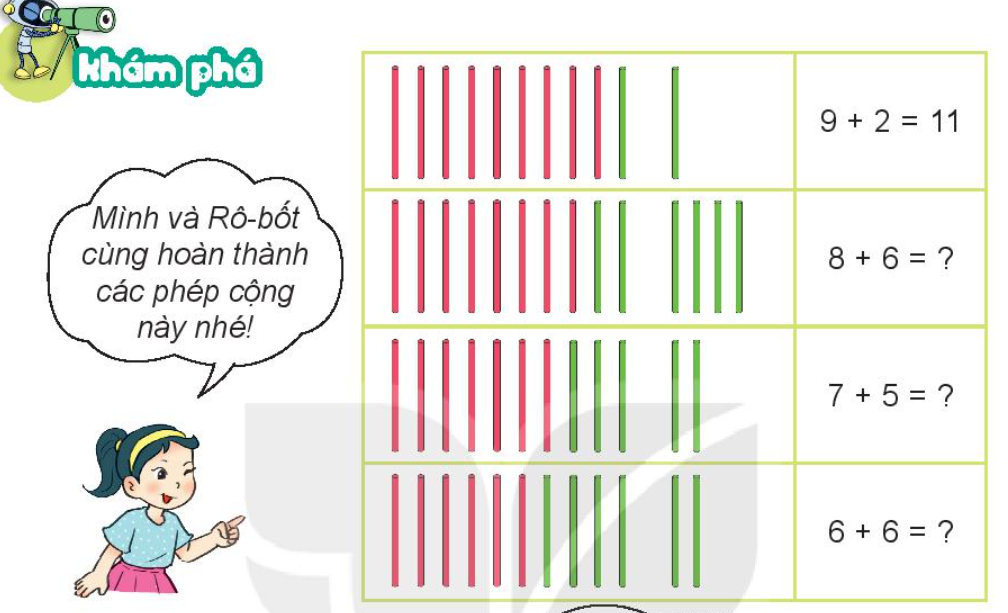 Khám phá
Mình và Rô-bốt
cùng hoàn thành
các phép cộng
này nhé!
9 + 2 = 11
8 + 6 = ?
7 + 5 = ?
6 + 6 = ?